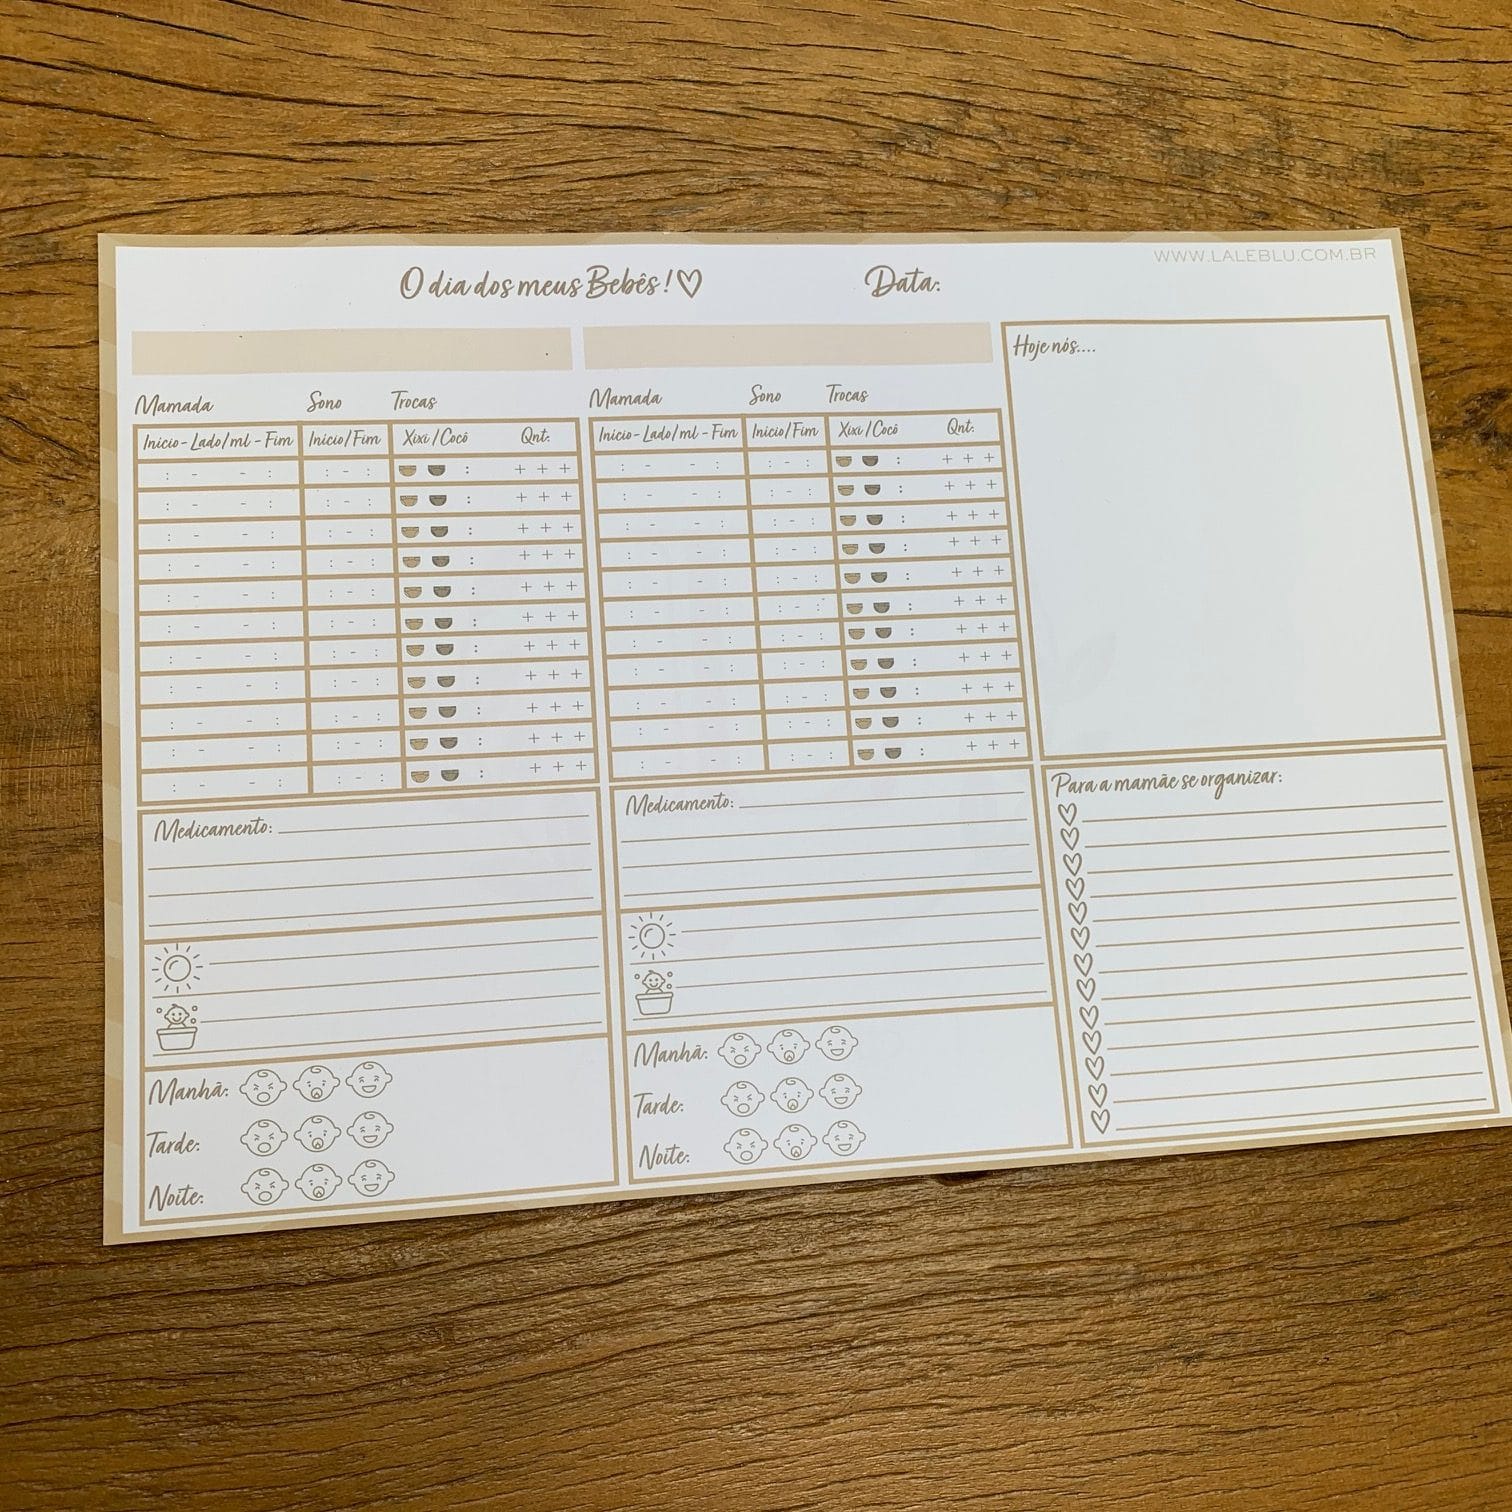 WWW.LALEBLU.COM.BR
O dia dos meus Bebês!
Data:
Mamada Sono Trocas
Início - Lado/ml - Fim Início/Fim Xixi/Cocô Qnt.
: - - : : - : : + + +
: - - : : - : : + + +
: - - : : - : : + + +
: - - : : - : : + + +
: - - : : - : : + + +
: - - : : - : : + + +
: - - : : - : : + + +
: - - : : - : : + + +
: - - : : - : : + + +
: - - : : - : : + + +
: - - : : - : : + + +
Medicamento:
Manhã:
Tarde:
Noite:
Mamada Sono Trocas
Início - Lado/ml - Fim Início/Fim Xixi/Cocô Qnt.
: - - : : - : : + + +
: - - : : - : : + + +
: - - : : - : : + + +
: - - : : - : : + + +
: - - : : - : : + + +
: - - : : - : : + + +
: - - : : - : : + + +
: - - : : - : : + + +
: - - : : - : : + + +
: - - : : - : : + + +
: - - : : - : : + + +
Medicamento:
Manhã:
Tarde:
Noite:
Hoje nós....
Para a mamãe se organizar: